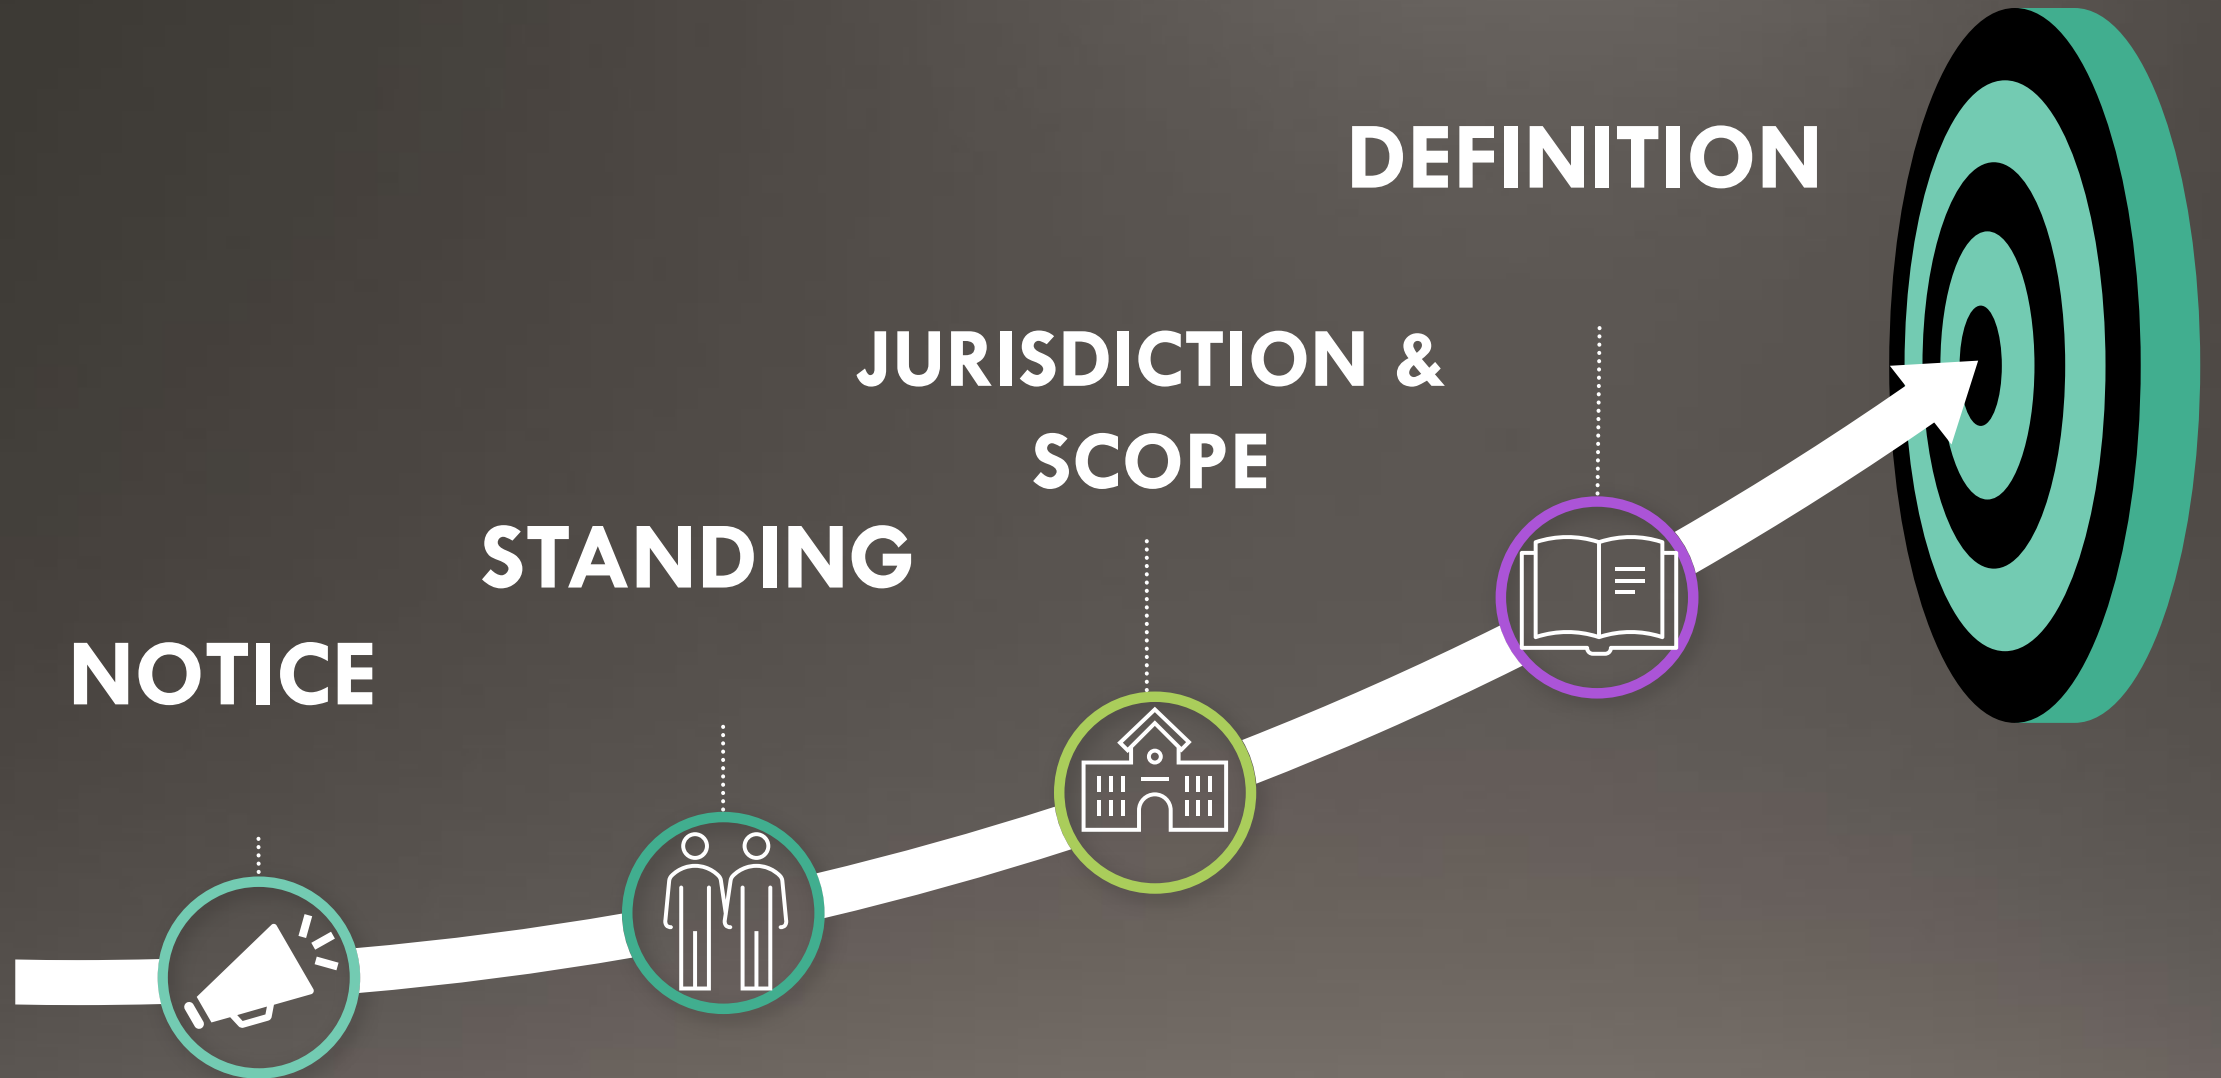 NOTICE
STANDING
JURISDICTION &
SCOPE
DEFINITION